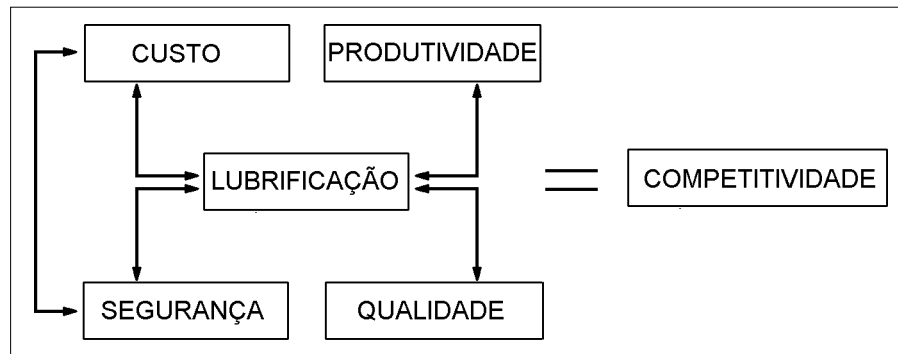 CUSTO
PRODUTIVIDADE
LUBRIFICAÇÃO
COMPETITIVIDADE
SEGURANÇA
QUALIDADE